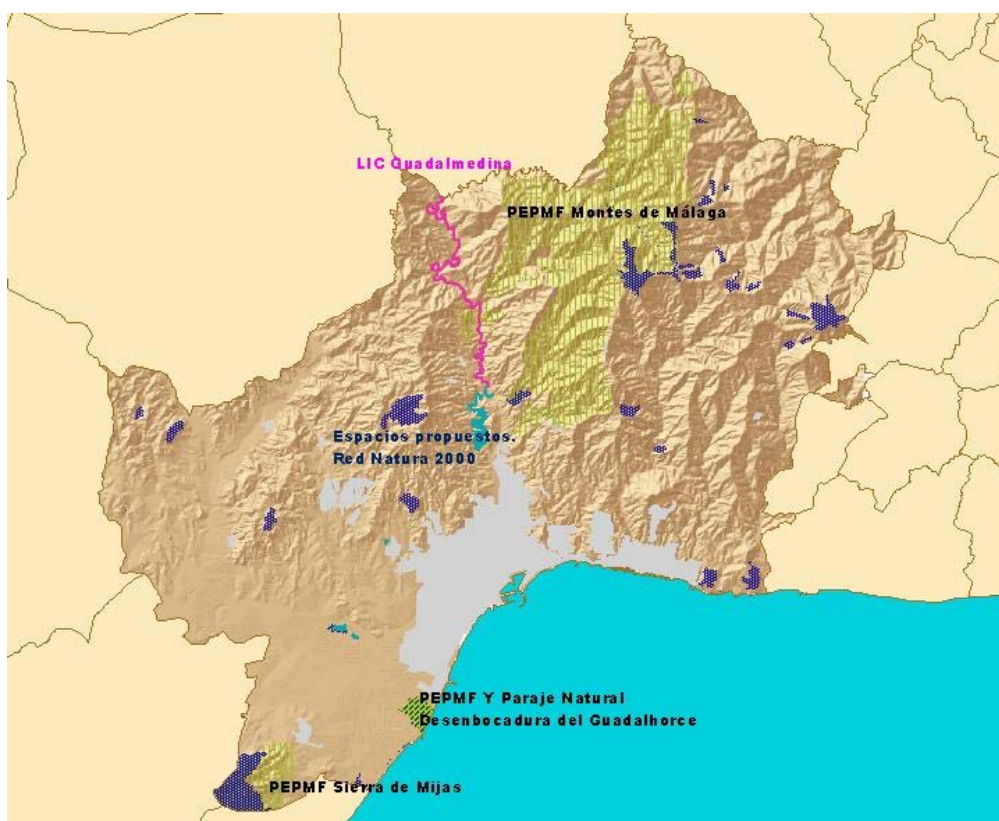 LIC Guadalmedina
PEPMF Montes de Málaga
Espacios propuestos.
Red Natura 2000
PEPMF Y Paraje Natural
Desenbocadura del Guadalhorce
PEPMF Sierra de Mijas